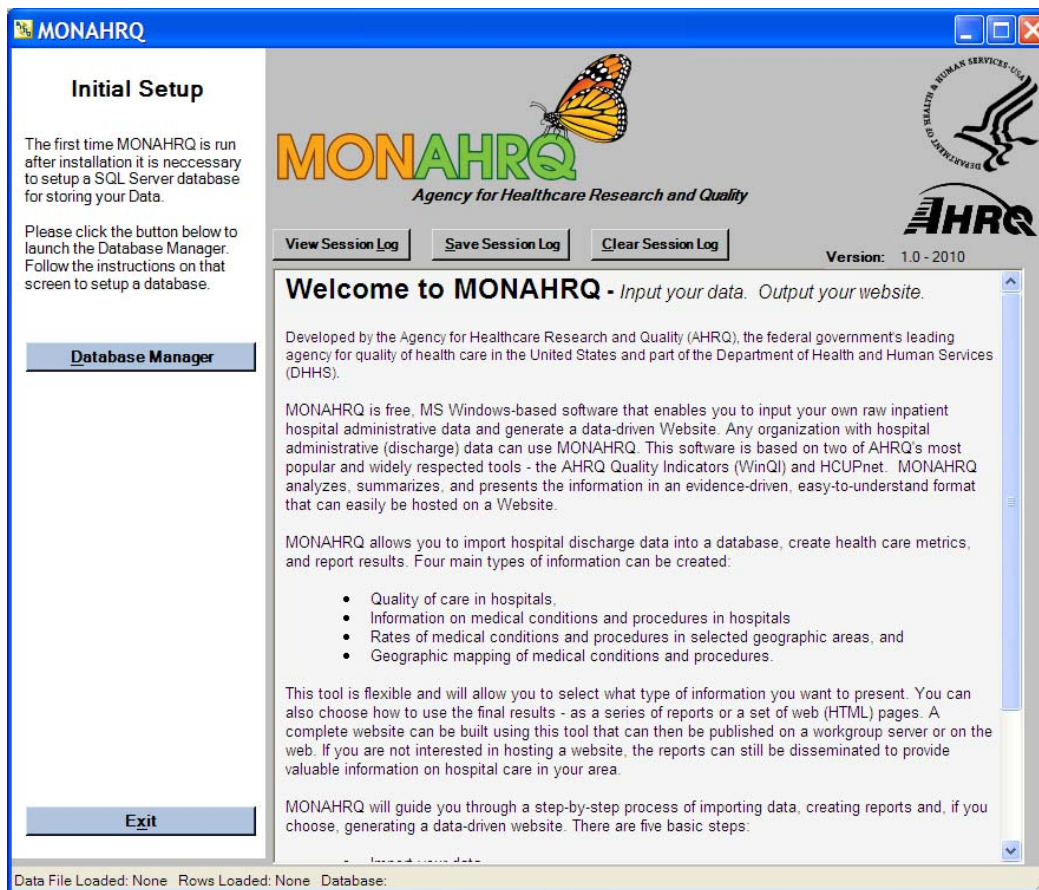 MONAHRQ
Initial Setup
The first time MONAHRQ is run
after installation it is neccessary
to setup a SQL Server database
for storing your Data.
Please click the button below to
launch the Database Manager.
Follow the instructions on that
screen to setup a database.
Database Manager
Exit
MONAHRQ
Agency for Healthcare Research and Quality
DEPARTMENT OF HEALTH & HUMAN SERVICES·USA
AHRQ
View Session Log Save Session Log Clear Session Log
Version: 1.0 - 2010
Welcome to MONAHRQ - Input your data. Output your website.
Developed by the Agency for Healthcare Research and Quality (AHRQ), the federal government's leading
agency for quality of health care in the United States and part of the Department of Health and Human Services
(DHHS).
MONAHRQ is free, MS Windows-based software that enables you to input your own raw inpatient
hospital administrative data and generate a data-driven Website. Any organization with hospital
administrative (discharge) data can use MONAHRQ. This software is based on two of AHRQ's most
popular and widely respected tools - the AHRQ Quality Indicators (WinQI) and HCUPnet. MONAHRQ
analyzes, summarizes, and presents the information in an evidence-driven, easy-to-understand format
that can easily be hosted on a Website.
MONAHRQ allows you to import hospital discharge data into a database, create health care metrics,
and report results. Four main types of information can be created:
• Quality of care in hospitals,
• Information on medical conditions and procedures in hospitals
• Rates of medical conditions and procedures in selected geographic areas, and
• Geographic mapping of medical conditions and procedures.
This tool is flexible and will allow you to select what type of information you want to present. You can
also choose how to use the final results - as a series of reports or a set of web (HTML) pages. A
complete website can be built using this tool that can then be published on a workgroup server or on the
web. If you are not interested in hosting a website, the reports can still be disseminated to provide
valuable information on hospital care in your area.
MONAHRQ will guide you through a step-by-step process of importing data, creating reports and, if you
choose, generating a data-driven website. There are five basic steps:
• Import your data
Data File Loaded: None Rows Loaded: None Database: